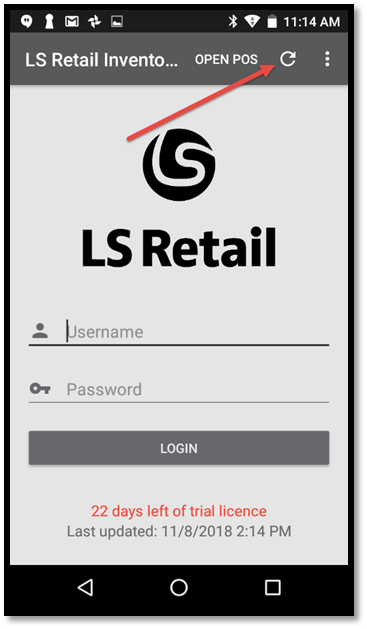 11:14 AM
LS Retail Invento... OPEN POS
LS Retail
Username
Password
LOGIN
22 days left of trial licence
Last updated: 11/8/2018 2:14 PM